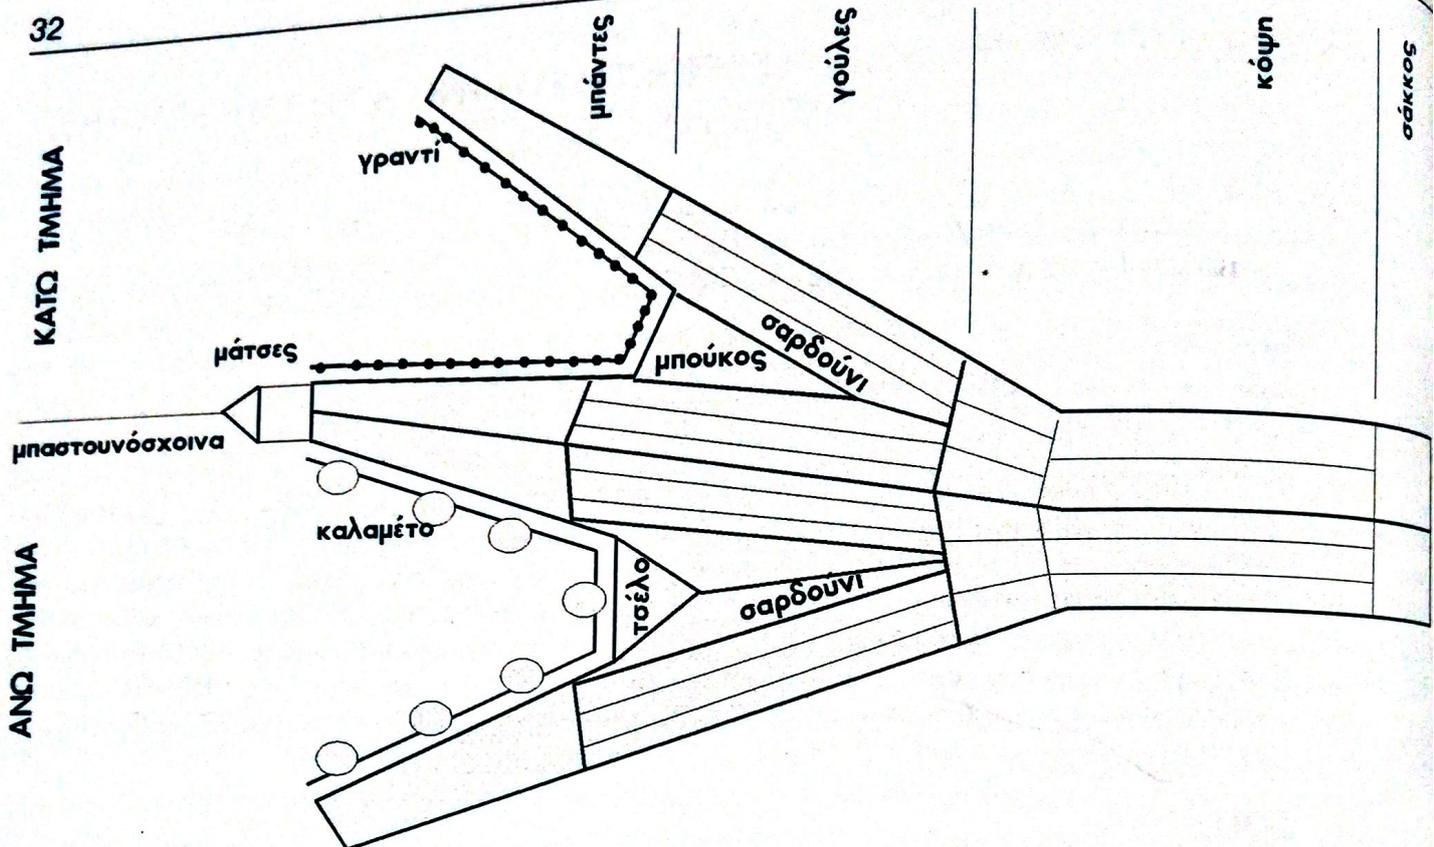 32
μπάντες
γούλες
κόψη
σάκκος
ΚΑΤΩ ΤΜΗΜΑ
γραντί
μάτσες
μπούκος
σαρδούνι
μπαστουνόσχοινα
καλαμέτο
ΑΝΩ ΤΜΗΜΑ
τσέλο
σαρδούνι